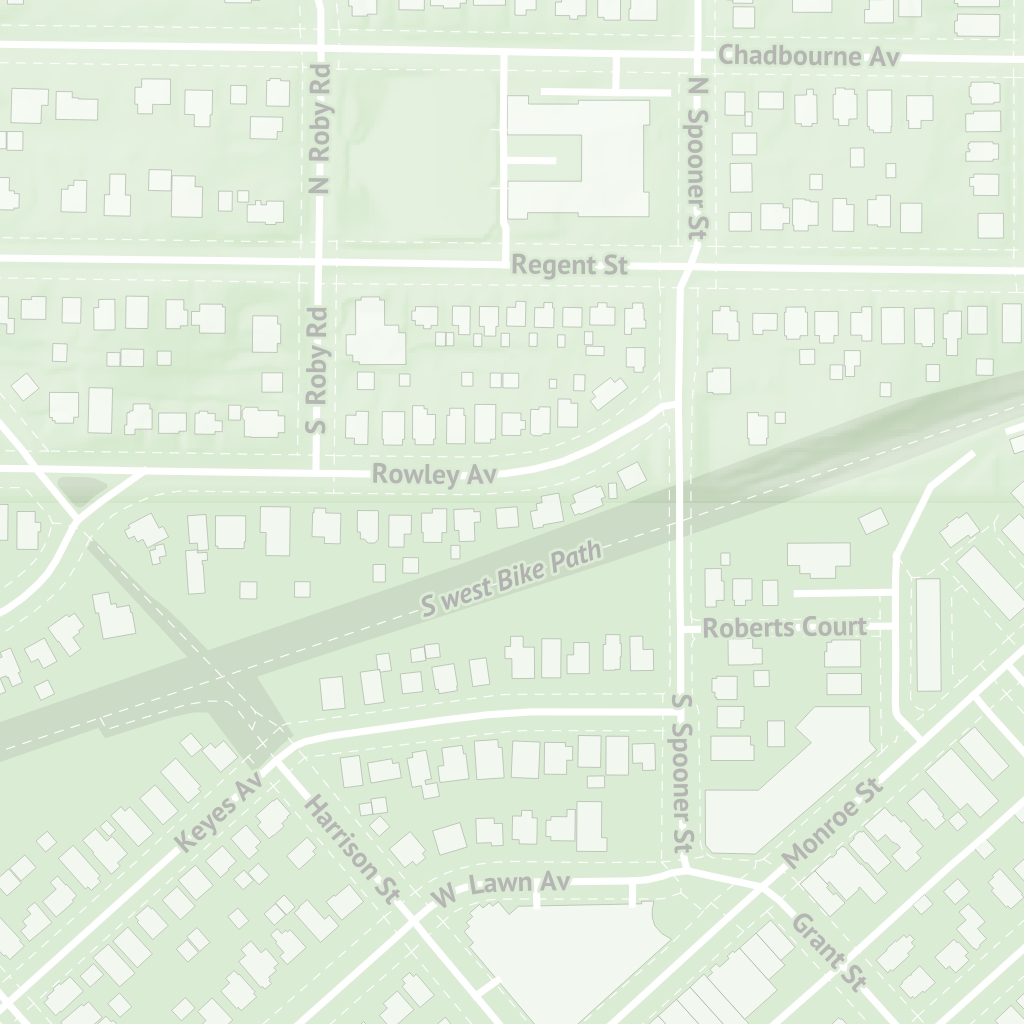 Chadbourne Av
N Roby Rd
N Spooner St
Regent St
S Roby Rd
Rowley Av
S west Bike Path
Roberts Court
S Spooner St
Keyes Av
Harrison St
Monroe St
W Lawn Av
Grant St